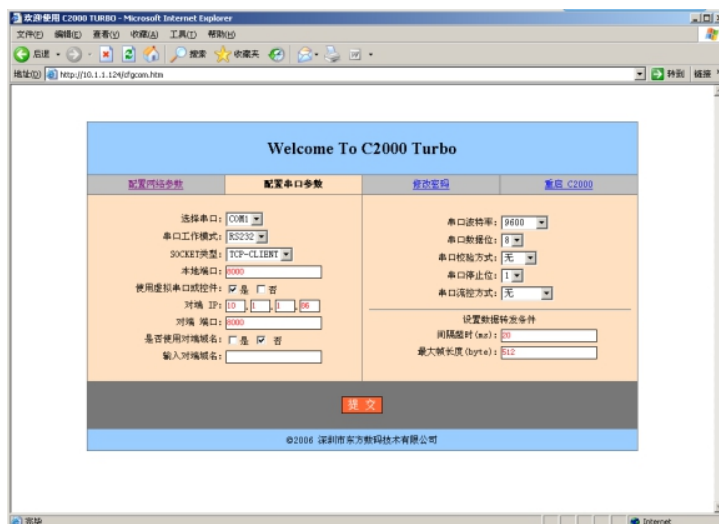 欢迎使用 C2000 TURBO - Microsoft Internet Explorer
文件(F) 编辑(E) 查看(V) 收藏(A) 工具(T) 帮助(H)
后退 搜索 收藏夹
地址(D) http://10.1.1.124/cfgcom.htm 转到 链接
Welcome To C2000 Turbo
配置网络参数 配置串口参数 修改密码 重启 C2000
选择串口: COM1
串口工作模式: RS232
SOCKET类型: TCP-CLIENT
本地端口: 8000
使用虚拟串口或控件: 是 否
对端 IP: 10 . 1 . 1 . 86
对端 端口: 8000
是否使用对端域名: 是 否
输入对端域名:
串口波特率: 9600
串口数据位: 8
串口校验方式: 无
串口停止位: 1
串口流控方式: 无
设置数据转发条件
间隔超时(ms): 20
最大帧长度(byte): 512
提 交
©2006 深圳市东方数码技术有限公司
完毕 Internet